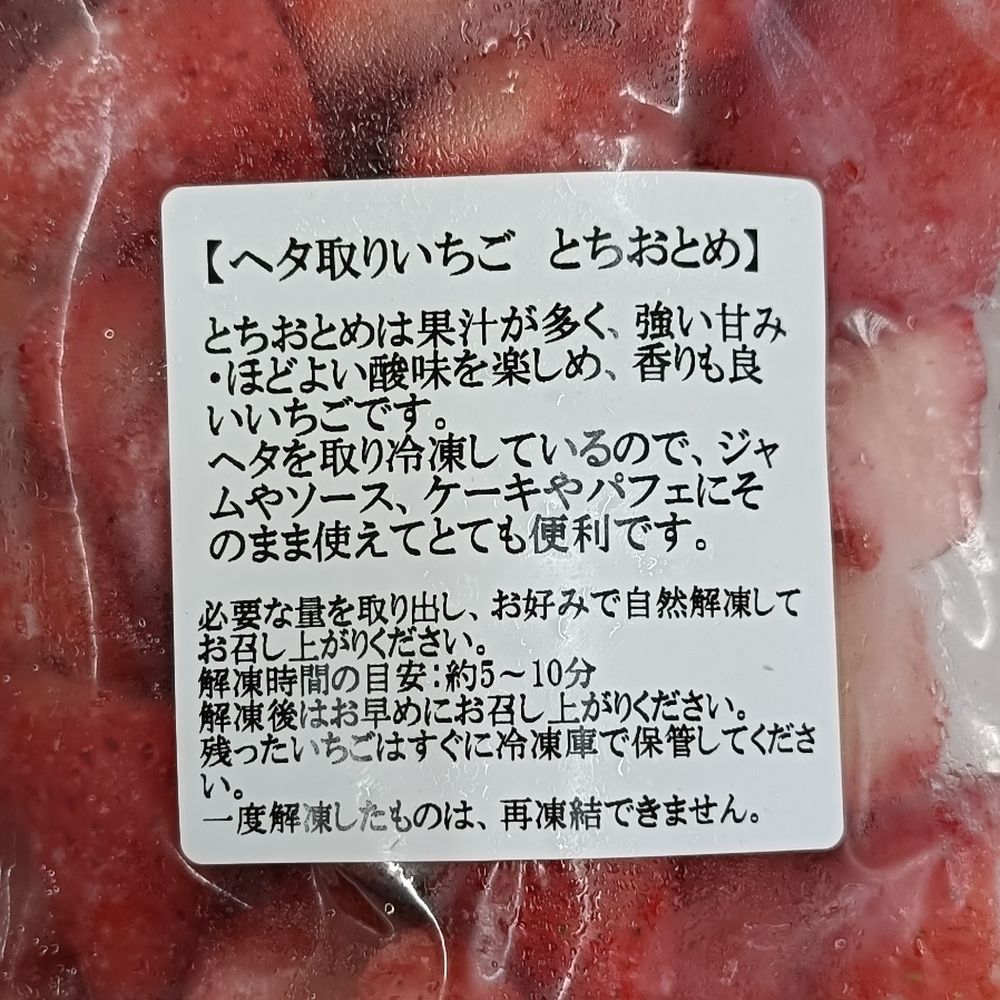 【ヘタ取りいちご　とちおとめ】
とちおとめは果汁が多く、強い甘み
・ほどよい酸味を楽しめ、香りも良
いいちごです。
ヘタを取り冷凍しているので、ジャ
ムやソース、ケーキやパフェにそ
のまま使えてとても便利です。
必要な量を取り出し、お好みで自然解凍して
お召し上がりください。
解凍時間の目安：約5～10分
解凍後はお早めにお召し上がりください。
残ったいちごはすぐに冷凍庫で保管してくださ
い。
一度解凍したものは、再凍結できません。